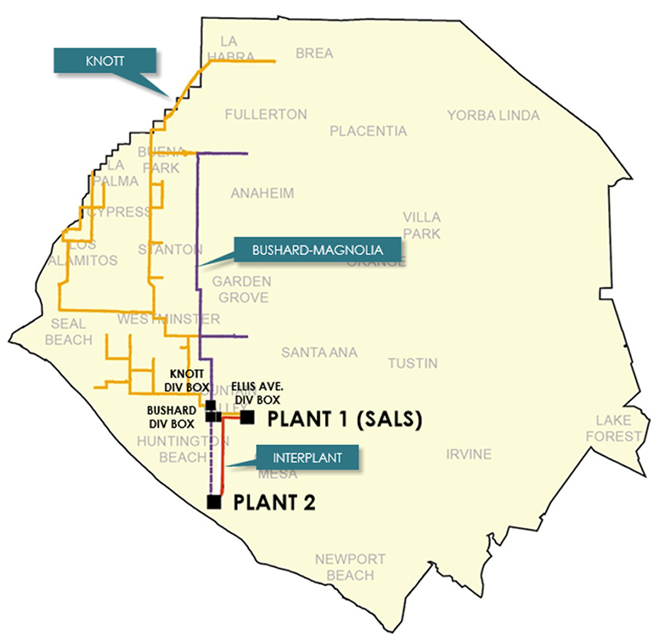 LA
HABRA
BREA
KNOTT
FULLERTON
YORBA LINDA
PLACENTIA
BUENA
PARK
LA
PALMA
ANAHEIM
CYPRESS
VILLA
PARK
STANTON
BUSHARD-MAGNOLIA
LOS
ALAMITOS
ORANGE
GARDEN
GROVE
SEAL
BEACH
WESTMINSTER
SANTA ANA
TUSTIN
KNOTT
DIV BOX
ELLIS AVE.
DIV BOX
BUSHARD
DIV BOX
PLANT 1 (SALS)
LAKE
FOREST
HUNTINGTON
BEACH
INTERPLANT
IRVINE
MESA
PLANT 2
NEWPORT
BEACH